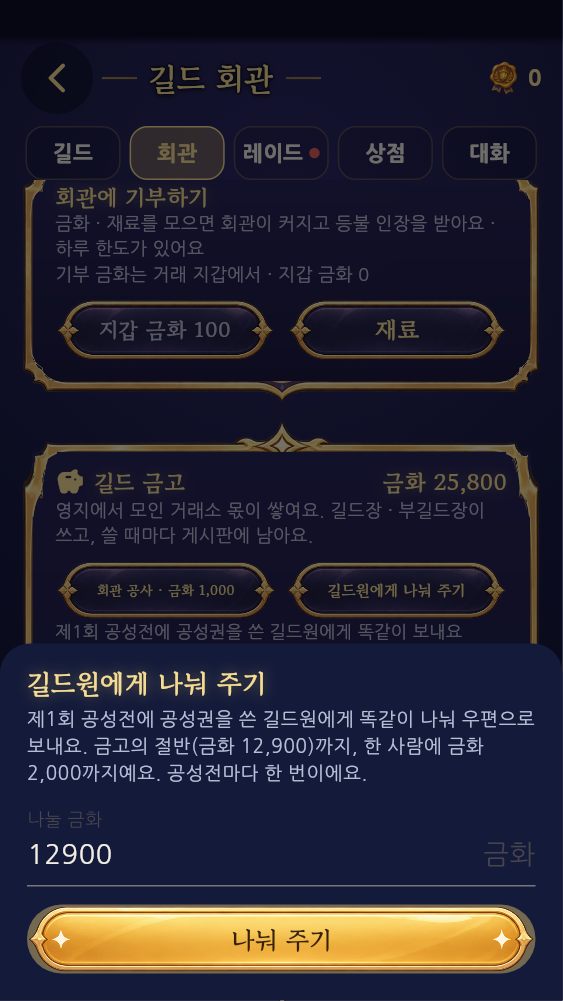 길드 회관
0
길드
회관
레이드
상점
대화
회관에 기부하기
금화 · 재료를 모으면 회관이 커지고 등불 인장을 받아요 ·
하루 한도가 있어요
기부 금화는 거래 지갑에서 · 지갑 금화 0
지갑 금화 100
재료
길드 금고
금화 25,800
영지에서 모인 거래소 몫이 쌓여요. 길드장 · 부길드장이
쓰고, 쓸 때마다 게시판에 남아요.
회관 공사 · 금화 1,000
길드원에게 나눠 주기
제1회 공성전에 공성권을 쓴 길드원에게 똑같이 보내요
길드원에게 나눠 주기
제1회 공성전에 공성권을 쓴 길드원에게 똑같이 나눠 우편으로
보내요. 금고의 절반(금화 12,900)까지, 한 사람에 금화
2,000까지예요. 공성전마다 한 번이에요.
나눌 금화
12900
금화
나눠 주기